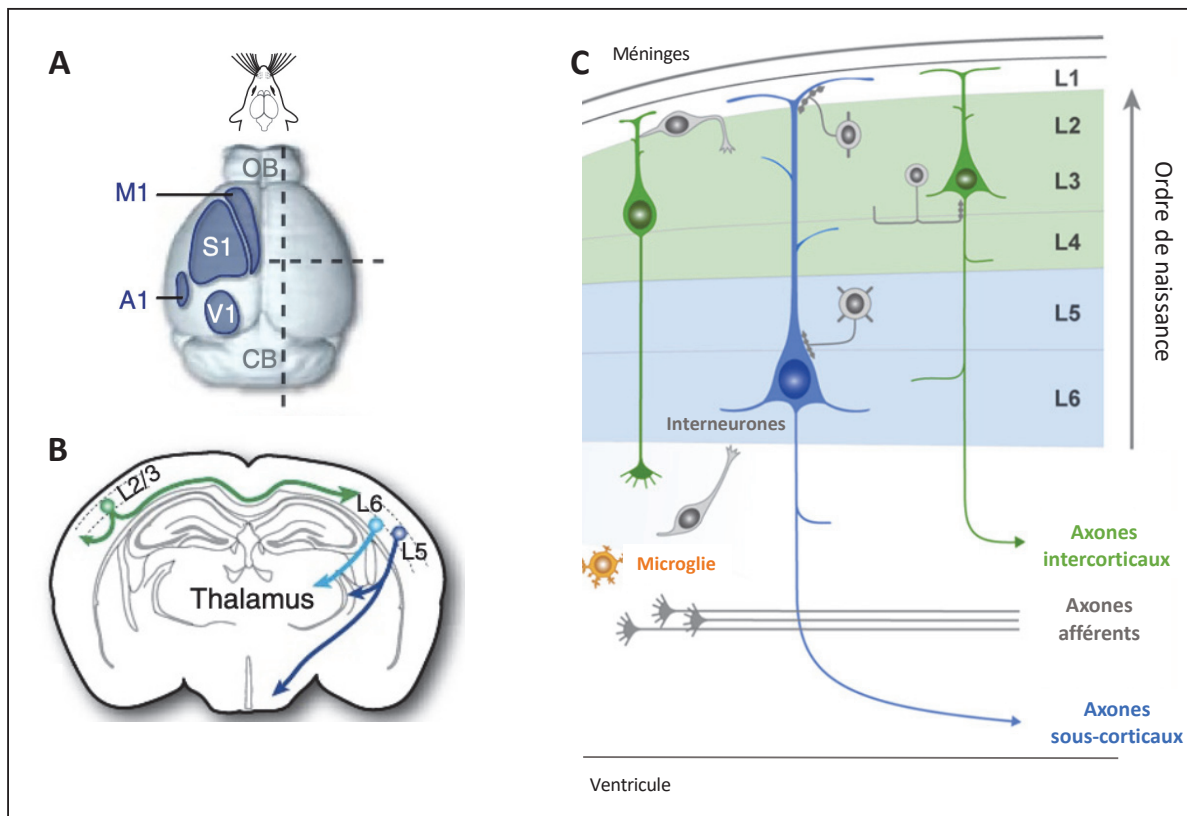 A
OB
M1
S1
A1
V1
CB
B
L2/3
L6
L5
Thalamus
C
Méninges
L1
L2
L3
L4
L5
L6
Ordre de naissance
Interneurones
Microglie
Axones
intercorticaux
Axones
afférents
Axones
sous-corticaux
Ventricule